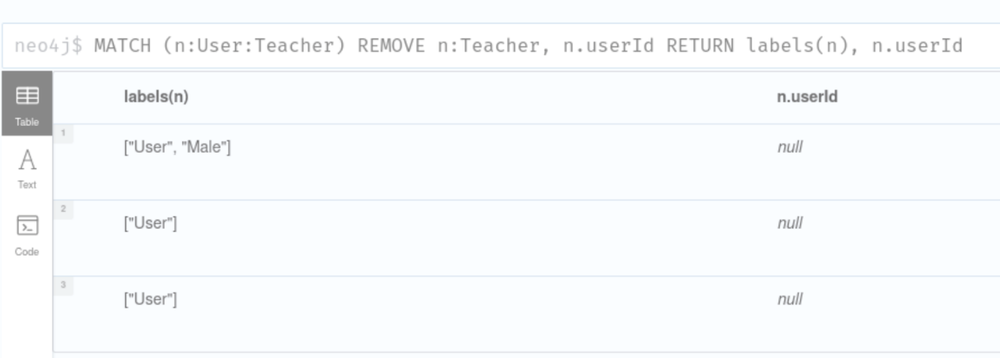 neo4j$ MATCH (n:User:Teacher) REMOVE n:Teacher, n.userId RETURN labels(n), n.userId
labels(n) n.userId
Table
1
["User", "Male"] null
A
Text
2
["User"] null
Code
3
["User"] null